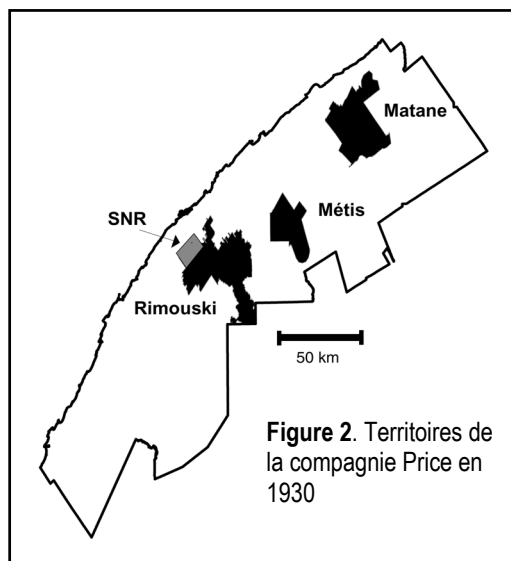 Matane
Métis
SNR
Rimouski
50 km
Figure 2. Territoires de
la compagnie Price en
1930